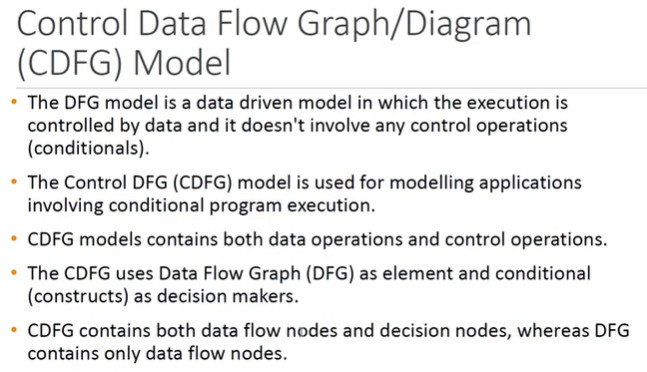 Control Data Flow Graph/Diagram
(CDFG) Model
• The DFG model is a data driven model in which the execution is
controlled by data and it doesn't involve any control operations
(conditionals).
• The Control DFG (CDFG) model is used for modelling applications
involving conditional program execution.
• CDFG models contains both data operations and control operations.
• The CDFG uses Data Flow Graph (DFG) as element and conditional
(constructs) as decision makers.
• CDFG contains both data flow nodes and decision nodes, whereas DFG
contains only data flow nodes.